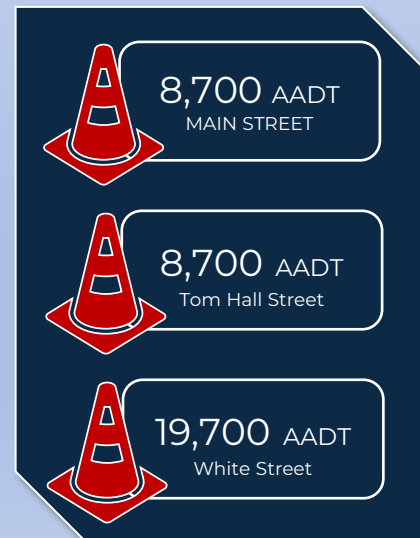 8,700 AADT
MAIN STREET
8,700 AADT
Tom Hall Street
19,700 AADT
White Street